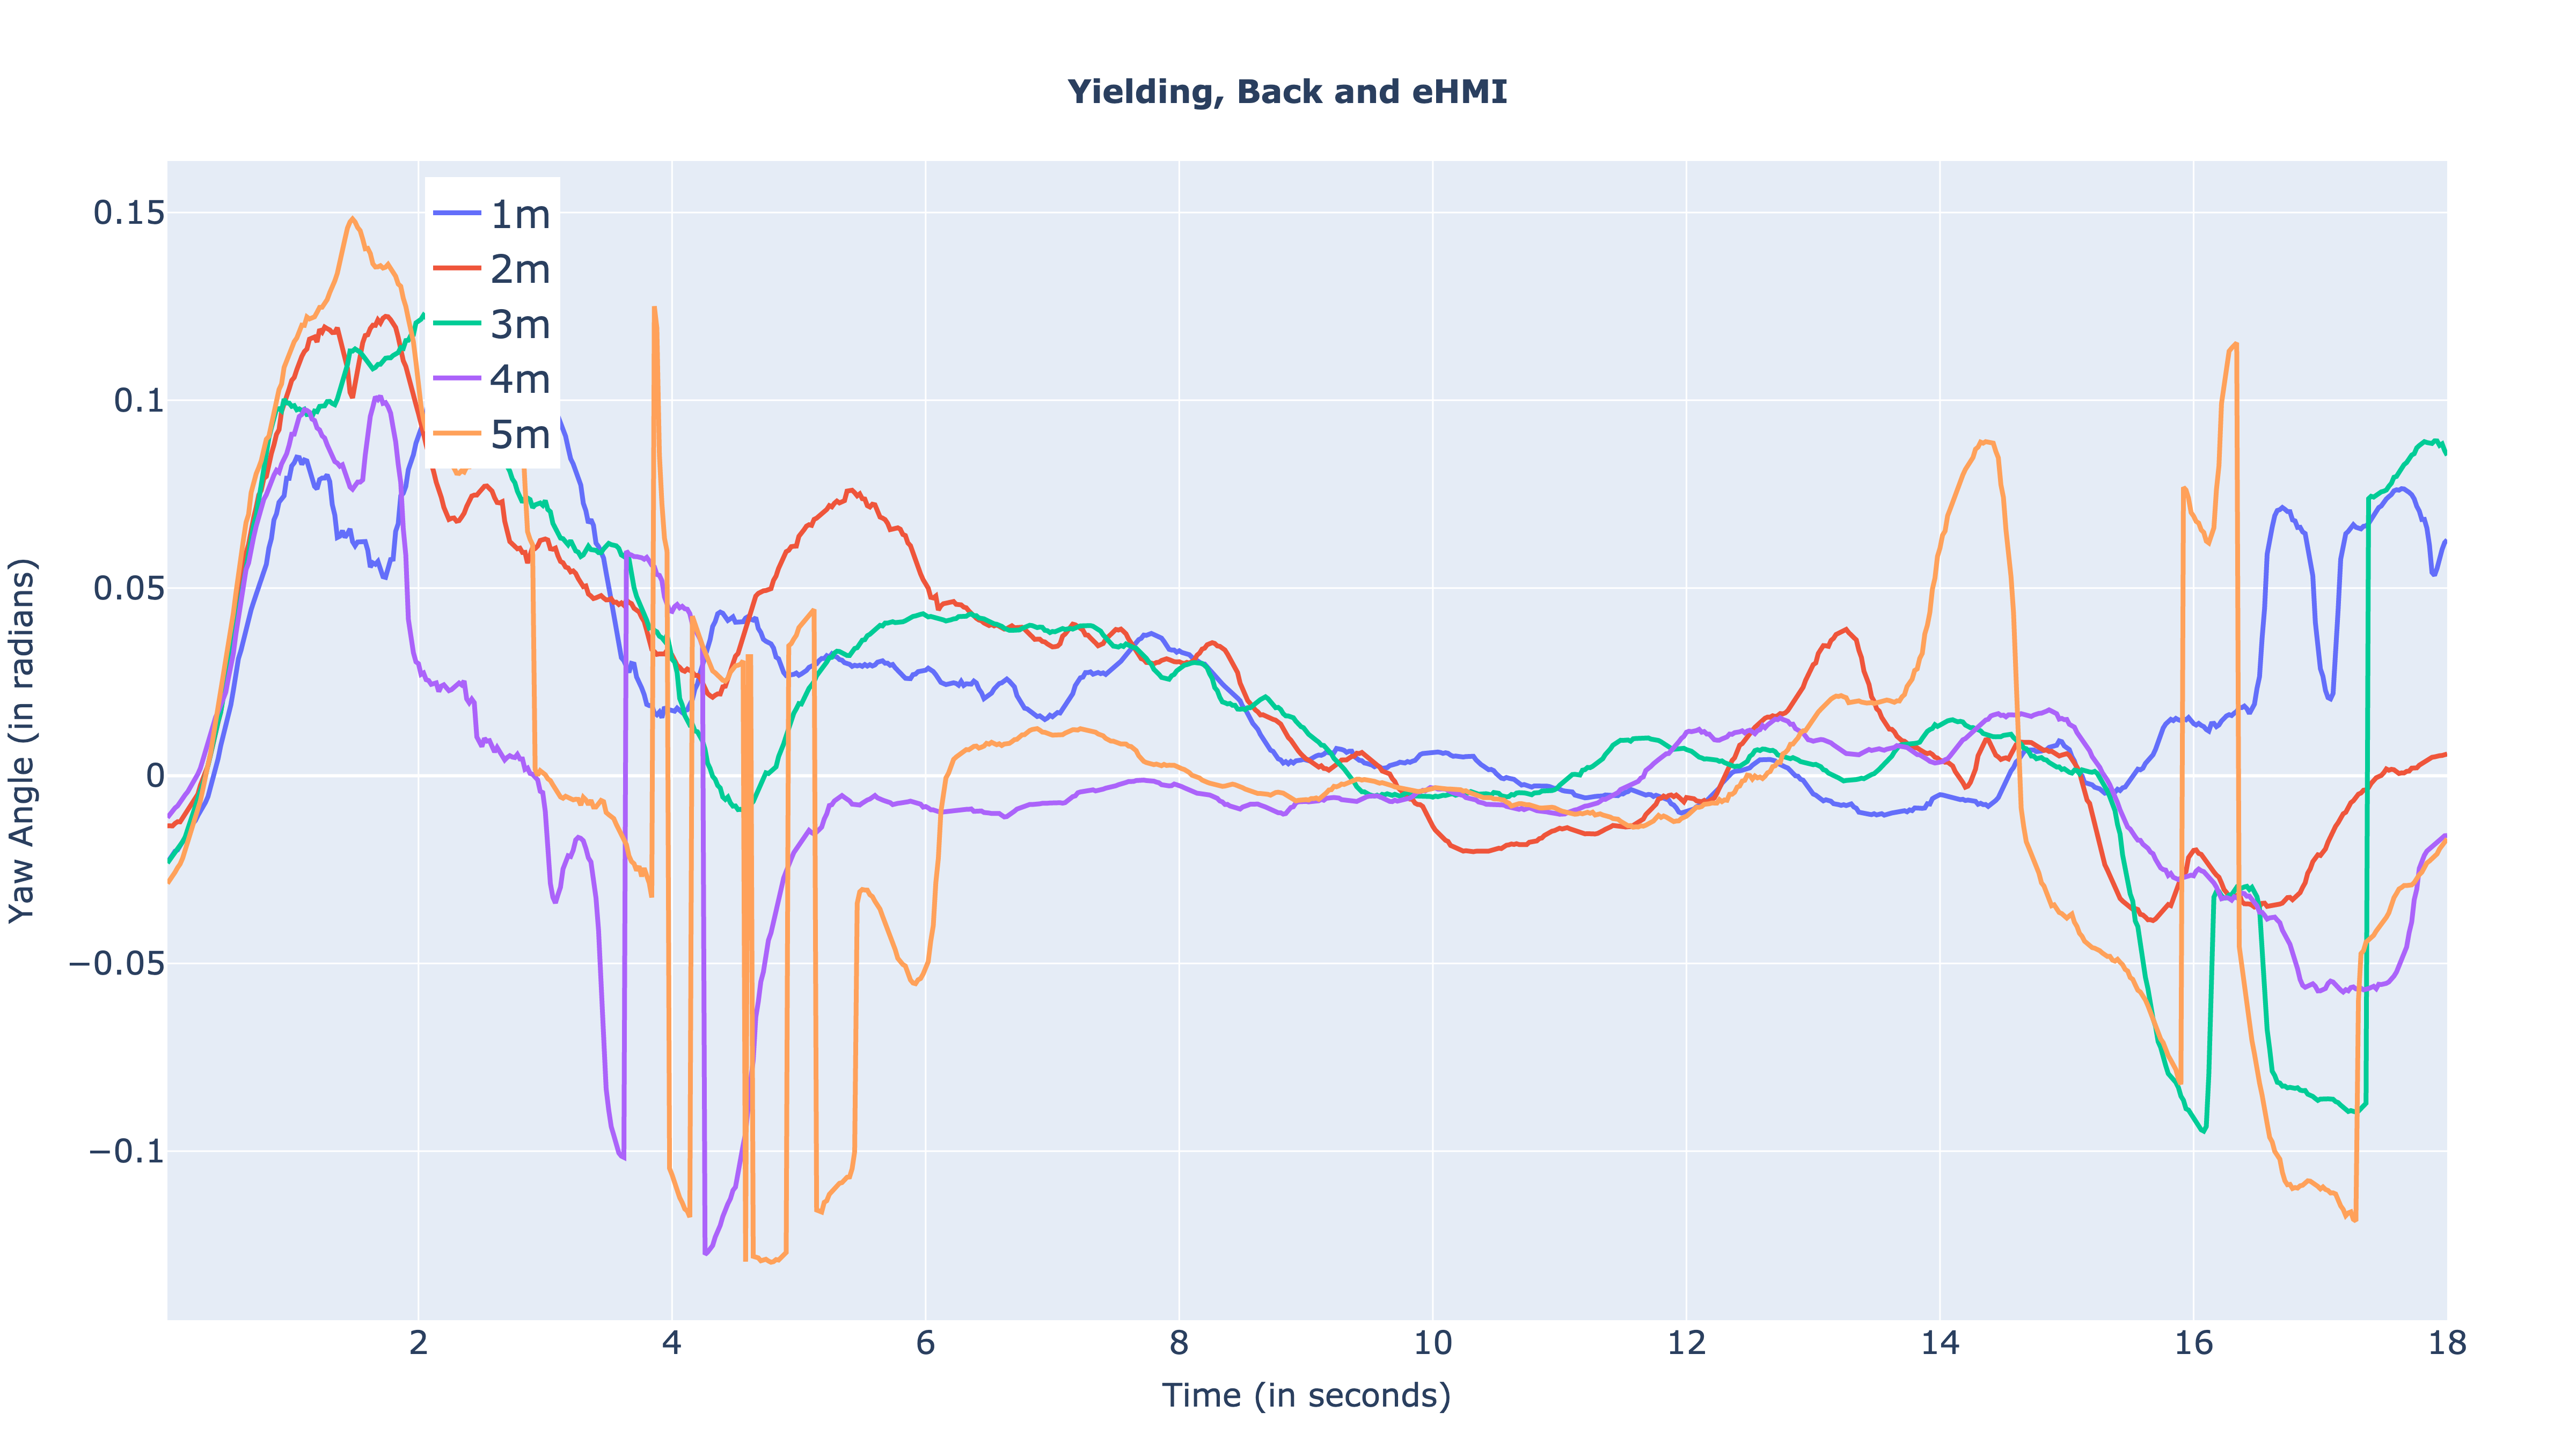 Yielding, Back and eHMI
1m
2m
3m
4m
5m
0.15
0.1
0.05
0
−0.05
−0.1
Yaw Angle (in radians)
2 4 6 8 10 12 14 16 18
Time (in seconds)